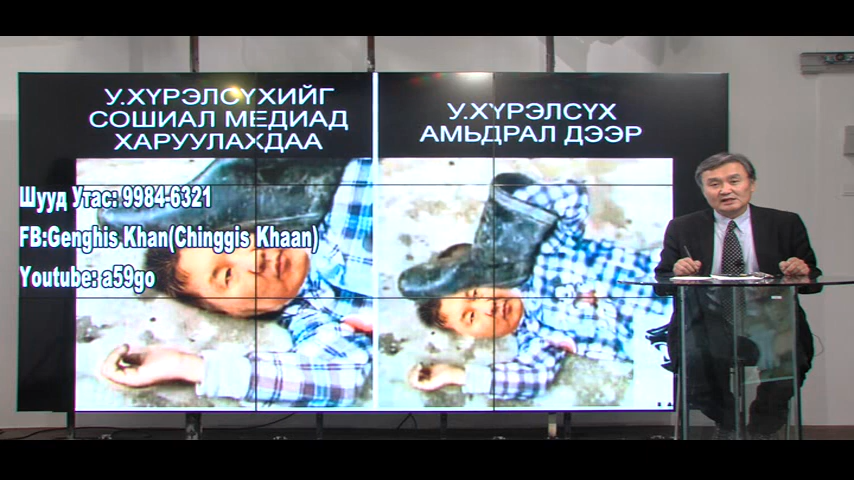 У.ХҮРЭЛСҮХИЙГ
СОШИАЛ МЕДИАД
ХАРУУЛАХДАА
У.ХҮРЭЛСҮХ
АМЬДРАЛ ДЭЭР
Шууд Утас: 9984-6321
FB:Genghis Khan(Chinggis Khaan)
Youtube: a59go